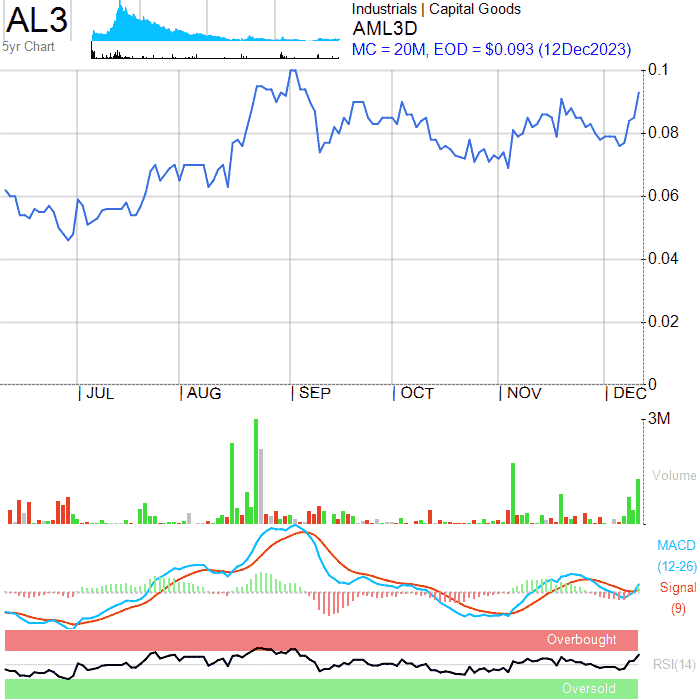 AL3
5yr Chart
Industrials | Capital Goods
AML3D
MC = 20M, EOD = $0.093 (12Dec2023)
0.1
0.08
0.06
0.04
0.02
0
| JUL | AUG | SEP | OCT | NOV | DEC
3M
Volume
MACD
(12-26)
Signal
(9)
Overbought
RSI(14)
Oversold